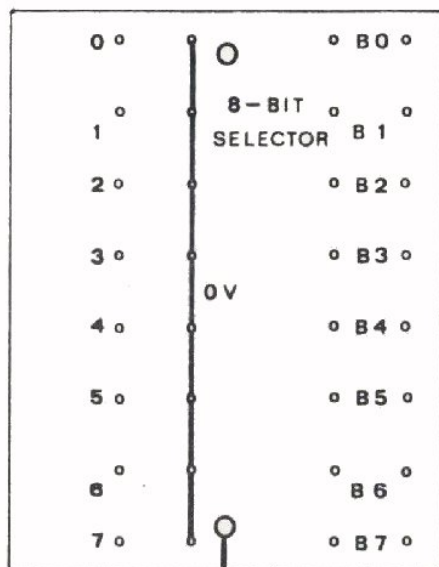 0 B0
8-BIT
1 SELECTOR B1
2 B2
3 B3
0V
4 B4
5 B5
6 B6
7 B7